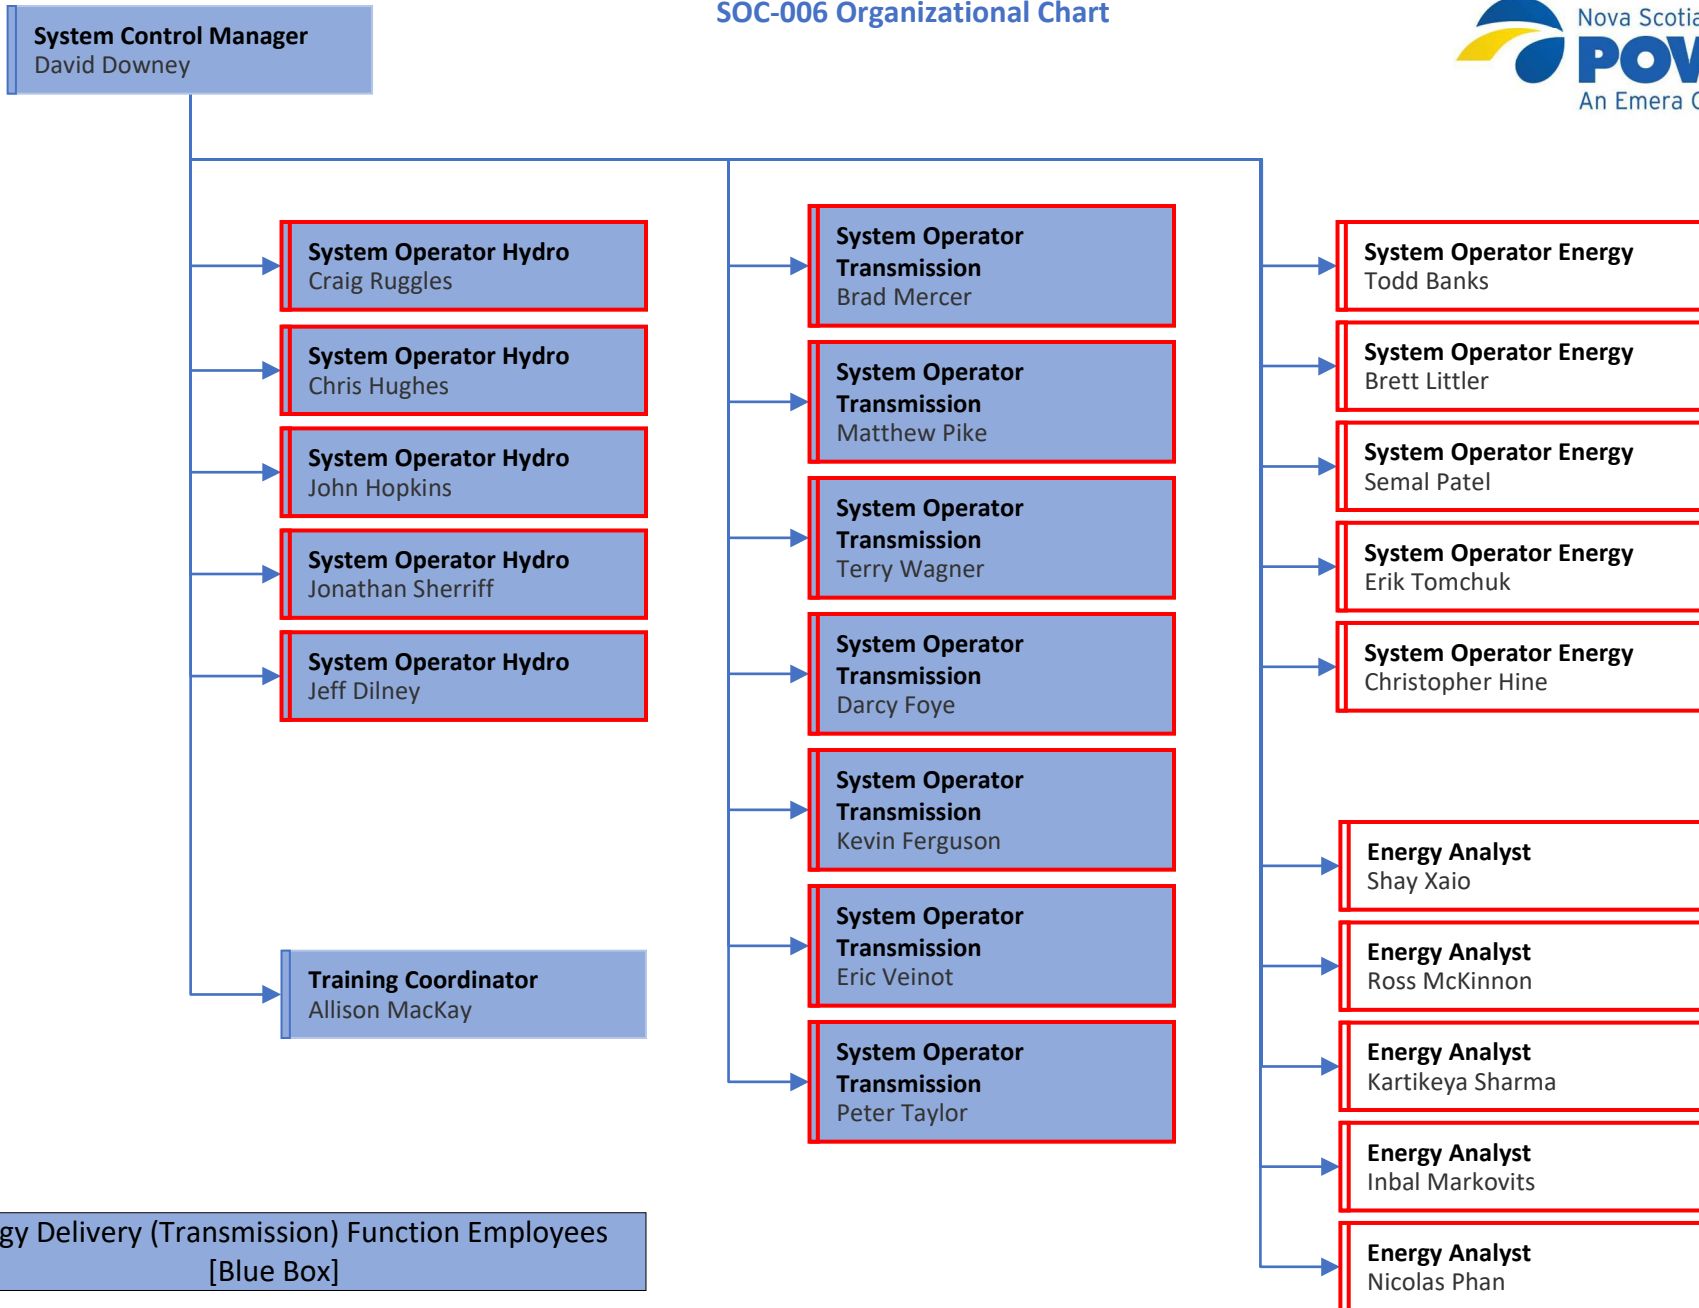 SOC-006 Organizational Chart
Nova Scotia
An Emera
System Control Manager
David Downey
System Operator Hydro
Craig Ruggles
System Operator Hydro
Chris Hughes
System Operator Hydro
John Hopkins
System Operator Hydro
Jonathan Sherriff
System Operator Hydro
Jeff Dilney
Training Coordinator
Allison MacKay
System Operator
Transmission
Brad Mercer
System Operator
Transmission
Matthew Pike
System Operator
Transmission
Terry Wagner
System Operator
Transmission
Darcy Foye
System Operator
Transmission
Kevin Ferguson
System Operator
Transmission
Eric Veinot
System Operator
Transmission
Peter Taylor
System Operator Energy
Todd Banks
System Operator Energy
Brett Littler
System Operator Energy
Semal Patel
System Operator Energy
Erik Tomchuk
System Operator Energy
Christopher Hine
Energy Analyst
Shay Xaio
Energy Analyst
Ross McKinnon
Energy Analyst
Kartikeya Sharma
Energy Analyst
Inbal Markovits
Energy Analyst
Nicolas Phan
gy Delivery (Transmission) Function Employees
[Blue Box]